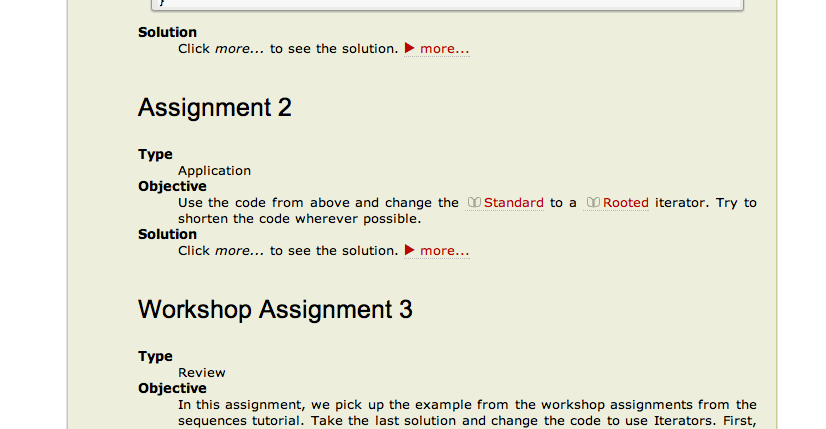 }
Solution
Click more... to see the solution. ▶ more...
Assignment 2
Type
Application
Objective
Use the code from above and change the Standard to a Rooted iterator. Try to
shorten the code wherever possible.
Solution
Click more... to see the solution. ▶ more...
Workshop Assignment 3
Type
Review
Objective
In this assignment, we pick up the example from the workshop assignments from the
sequences tutorial. Take the last solution and change the code to use Iterators. First,